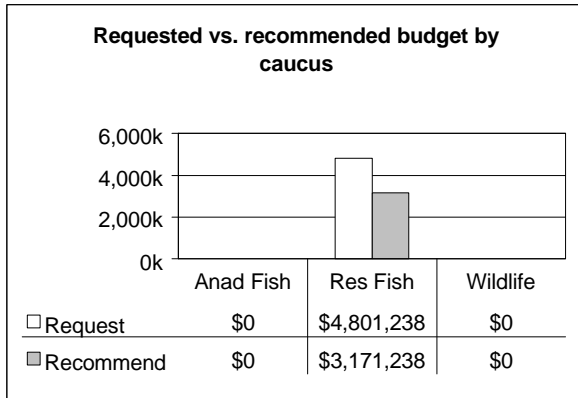 Requested vs. recommended budget by
caucus
6,000k
4,000k
2,000k
0k
Anad Fish Res Fish Wildlife
Request $0 $4,801,238 $0
Recommend $0 $3,171,238 $0